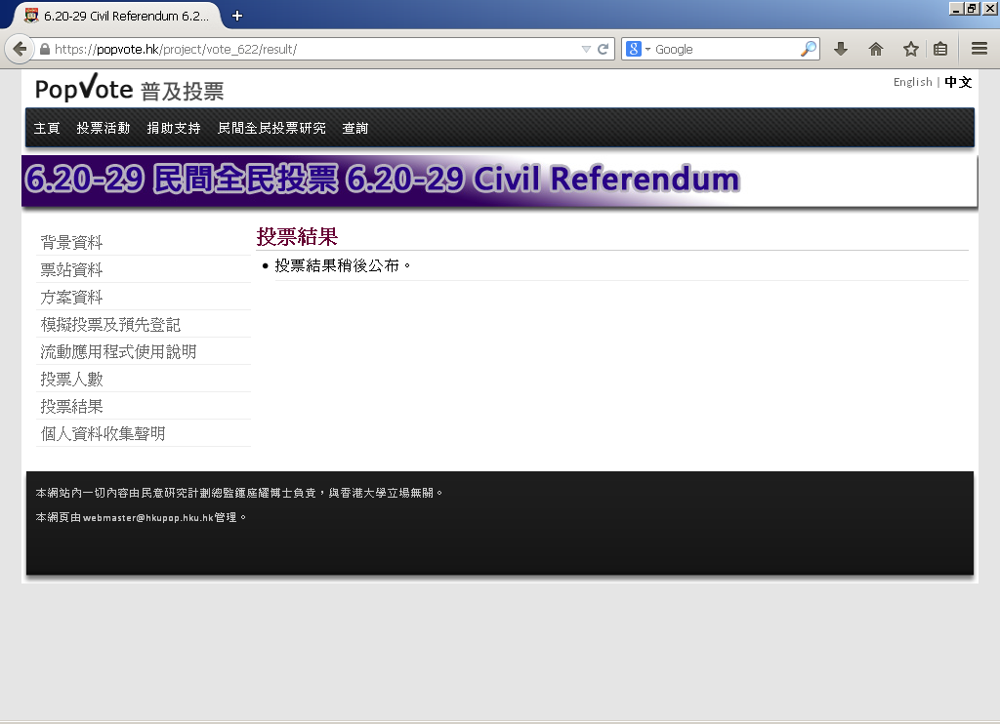 6.20-29 Civil Referendum 6.2...
https://popvote.hk/project/vote_622/result/
Google
PopVote 普及投票
English | 中文
主頁 投票活動 捐助支持 民間全民投票研究 查詢
6.20-29 民間全民投票 6.20-29 Civil Referendum
背景資料
票站資料
方案資料
模擬投票及預先登記
流動應用程式使用說明
投票人數
投票結果
個人資料收集聲明
投票結果
投票結果稍後公布。
本網站內一切內容由民意研究計劃總監鍾庭耀博士負責，與香港大學立場無關。
本網頁由webmaster@hkupop.hku.hk管理。